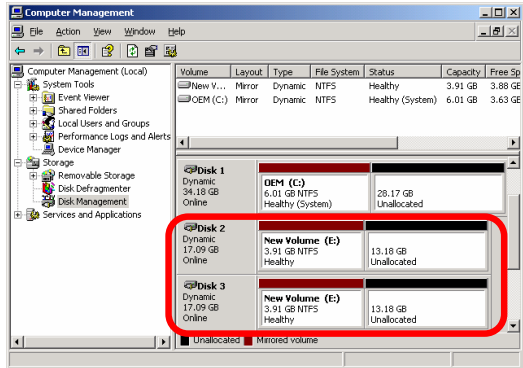 Computer Management
File Action View Window Help
Computer Management (Local)
System Tools
Event Viewer
Shared Folders
Local Users and Groups
Performance Logs and Alerts
Device Manager
Storage
Removable Storage
Disk Defragmenter
Disk Management
Services and Applications
Volume Layout Type File System Status Capacity Free Sp
New V... Mirror Dynamic NTFS Healthy 3.91 GB 3.88 GB
OEM (C:) Mirror Dynamic NTFS Healthy (System) 6.01 GB 3.63 GB
Disk 1
Dynamic
34.18 GB
Online
OEM (C:)
6.01 GB NTFS
Healthy (System)
28.17 GB
Unallocated
Disk 2
Dynamic
17.09 GB
Online
New Volume (E:)
3.91 GB NTFS
Healthy
13.18 GB
Unallocated
Disk 3
Dynamic
17.09 GB
Online
New Volume (E:)
3.91 GB NTFS
Healthy
13.18 GB
Unallocated
Unallocated Mirrored volume